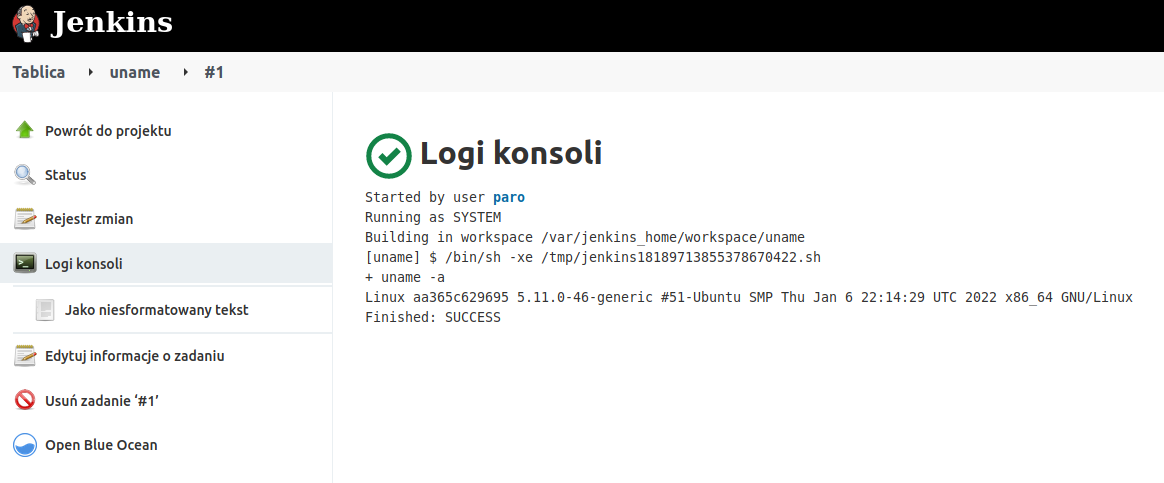 Jenkins
Tablica
uname
#1
Powrót do projektu
Status
Rejestr zmian
Logi konsoli
Jako niesformatowany tekst
Edytuj informacje o zadaniu
Usuń zadanie ‘#1’
Open Blue Ocean
Logi konsoli
Started by user paro
Running as SYSTEM
Building in workspace /var/jenkins_home/workspace/uname
[uname] $ /bin/sh -xe /tmp/jenkins18189713855378670422.sh
+ uname -a
Linux aa365c629695 5.11.0-46-generic #51-Ubuntu SMP Thu Jan 6 22:14:29 UTC 2022 x86_64 GNU/Linux
Finished: SUCCESS